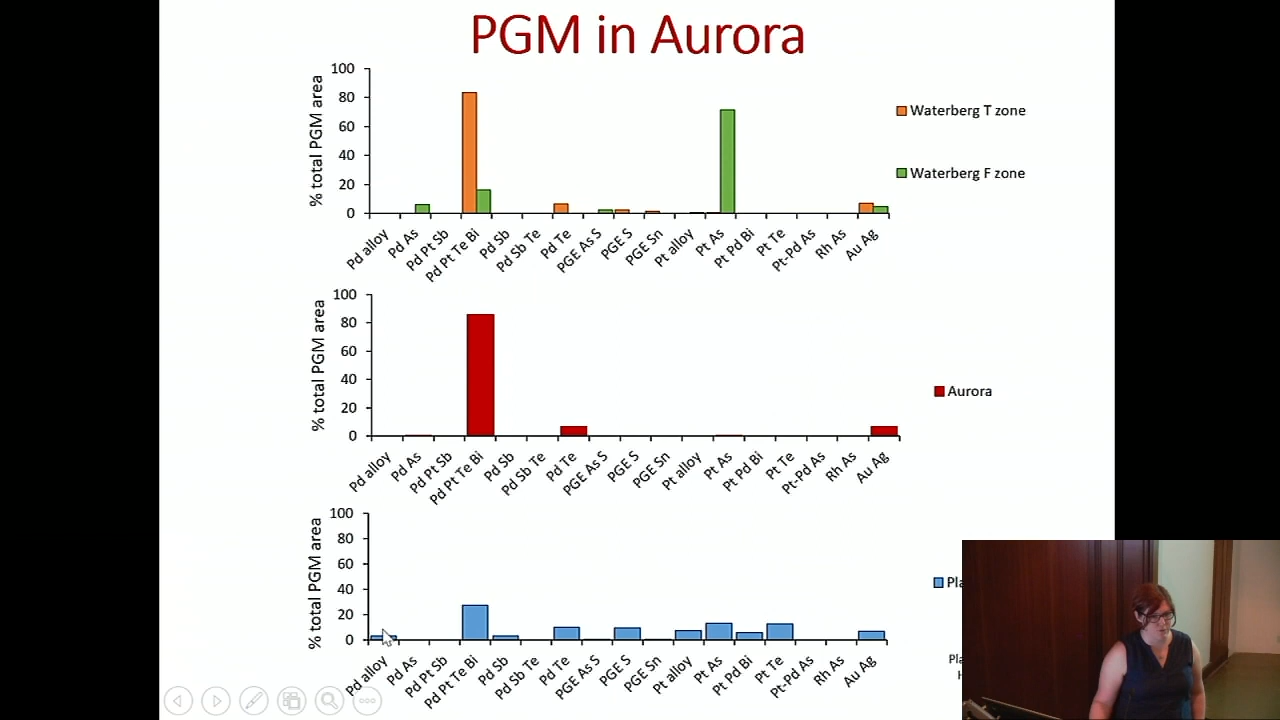 PGM in Aurora
% total PGM area
100
80
60
40
20
0
Pd alloy
Pd As
Pd Pt Sb
Pd Pt Te Bi
Pd Sb
Pd Sb Te
Pd Te
PGE As S
PGE S
PGE Sn
Pt alloy
Pt As
Pt Pd Bi
Pt Te
Pt-Pd As
Rh As
Au Ag
Waterberg T zone
Waterberg F zone
% total PGM area
100
80
60
40
20
0
Pd alloy
Pd As
Pd Pt Sb
Pd Pt Te Bi
Pd Sb
Pd Sb Te
Pd Te
PGE As S
PGE S
PGE Sn
Pt alloy
Pt As
Pt Pd Bi
Pt Te
Pt-Pd As
Rh As
Au Ag
Aurora
% total PGM area
100
80
60
40
20
0
Pd alloy
Pd As
Pd Pt Sb
Pd Pt Te Bi
Pd Sb
Pd Sb Te
Pd Te
PGE As S
PGE S
PGE Sn
Pt alloy
Pt As
Pt Pd Bi
Pt Te
Pt-Pd As
Rh As
Au Ag